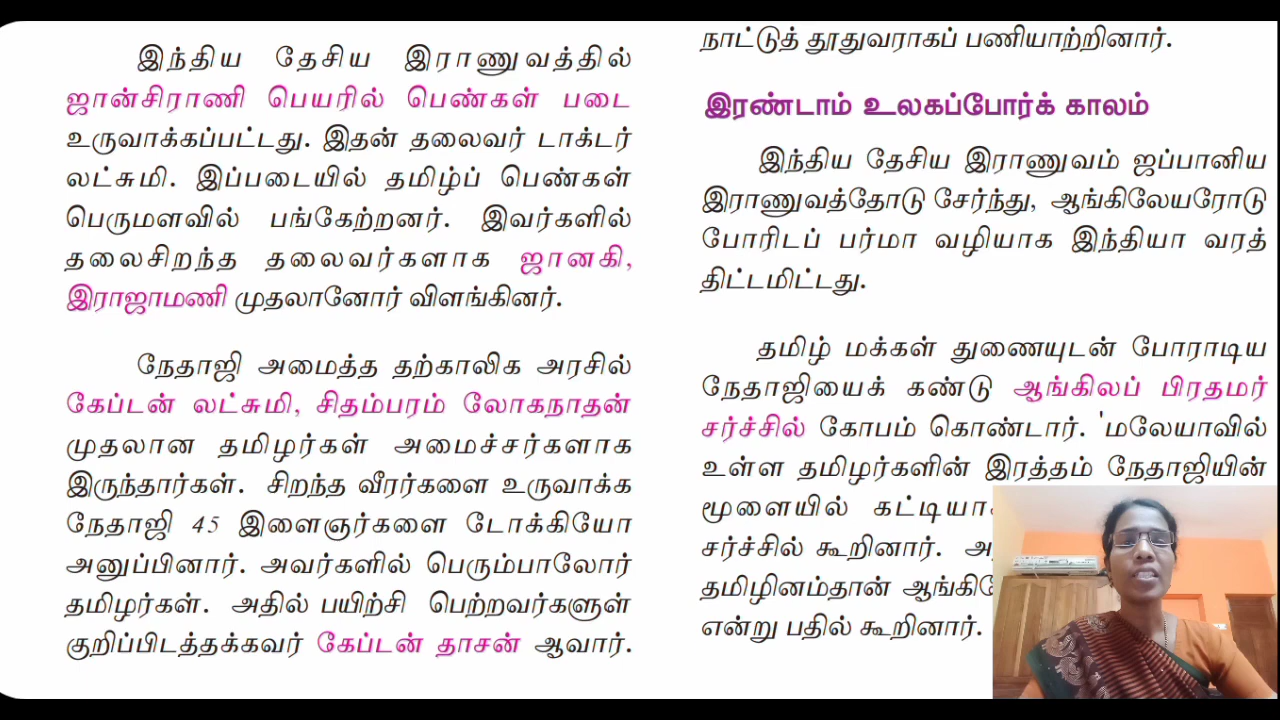 இந்திய தேசிய இராணுவத்தில்
ஜான்சிராணி பெயரில் பெண்கள் படை
உருவாக்கப்பட்டது. இதன் தலைவர் டாக்டர்
லட்சுமி. இப்படையில் தமிழ்ப் பெண்கள்
பெருமளவில் பங்கேற்றனர். இவர்களில்
தலைசிறந்த தலைவர்களாக ஜானகி,
இராஜாமணி முதலானோர் விளங்கினர்.
நேதாஜி அமைத்த தற்காலிக அரசில்
கேப்டன் லட்சுமி, சிதம்பரம் லோகநாதன்
முதலான தமிழர்கள் அமைச்சர்களாக
இருந்தார்கள். சிறந்த வீரர்களை உருவாக்க
நேதாஜி 45 இளைஞர்களை டோக்கியோ
அனுப்பினார். அவர்களில் பெரும்பாலோர்
தமிழர்கள். அதில் பயிற்சி பெற்றவர்களுள்
குறிப்பிடத்தக்கவர் கேப்டன் தாசன் ஆவார்.
நாட்டுத் தூதுவராகப் பணியாற்றினார்.
இரண்டாம் உலகப்போர்க் காலம்
இந்திய தேசிய இராணுவம் ஜப்பானிய
இராணுவத்தோடு சேர்ந்து, ஆங்கிலேயரோடு
போரிடப் பர்மா வழியாக இந்தியா வரத்
திட்டமிட்டது.
தமிழ் மக்கள் துணையுடன் போராடிய
நேதாஜியைக் கண்டு ஆங்கிலப் பிரதமர்
சர்ச்சில் கோபம் கொண்டார். 'மலேயாவில்
உள்ள தமிழர்களின் இரத்தம் நேதாஜியின்
மூளையில்
சர்ச்சில் கூறினார்.
தமிழினம்தான்
என்று பதில் கூறினார்.